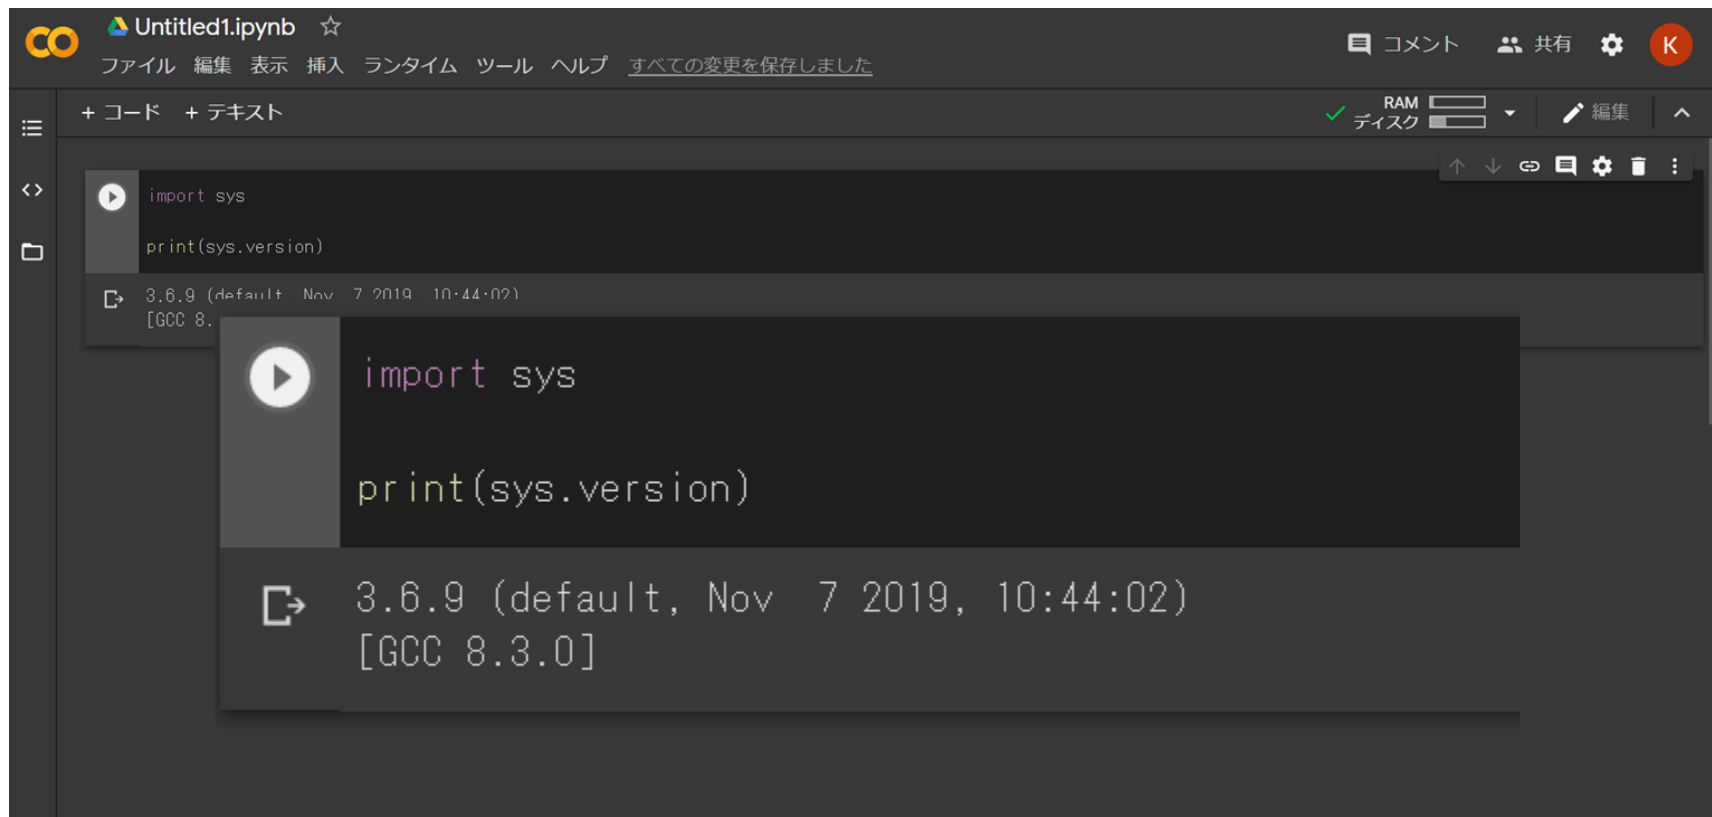 Untitled1.ipynb
ファイル 編集 表示 挿入 ランタイム ツール ヘルプ すべての変更を保存しました
コメント 共有 K
+ コード + テキスト
RAM
ディスク
編集
import sys
print(sys.version)
3.6.9 (default, Nov 7 2019, 10:44:02)
[GCC 8.
import sys
print(sys.version)
3.6.9 (default, Nov 7 2019, 10:44:02)
[GCC 8.3.0]